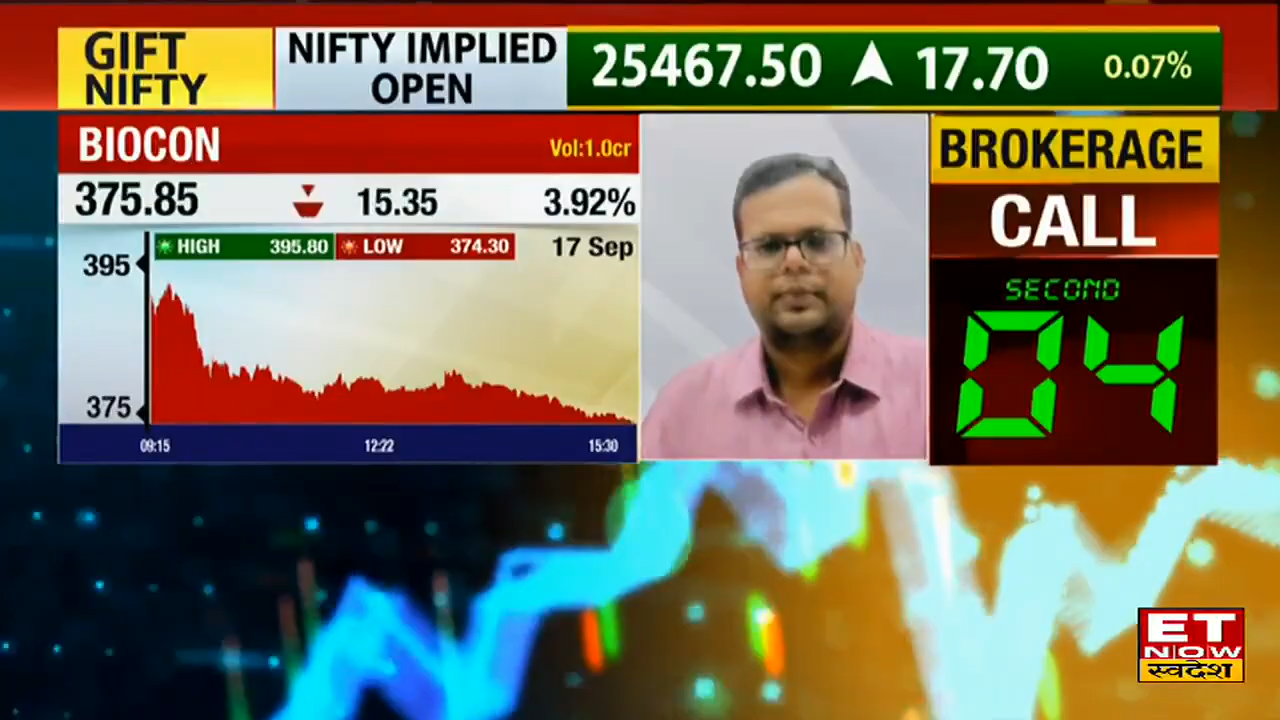 GIFT
NIFTY
NIFTY IMPLIED
OPEN
25467.50 17.70 0.07%
BIOCON Vol:1.0cr
375.85 15.35 3.92%
HIGH 395.80 LOW 374.30 17 Sep
395
375
09:15 12:22 15:30
BROKERAGE
CALL
SECOND
04
ET
NOW
स्वदेश